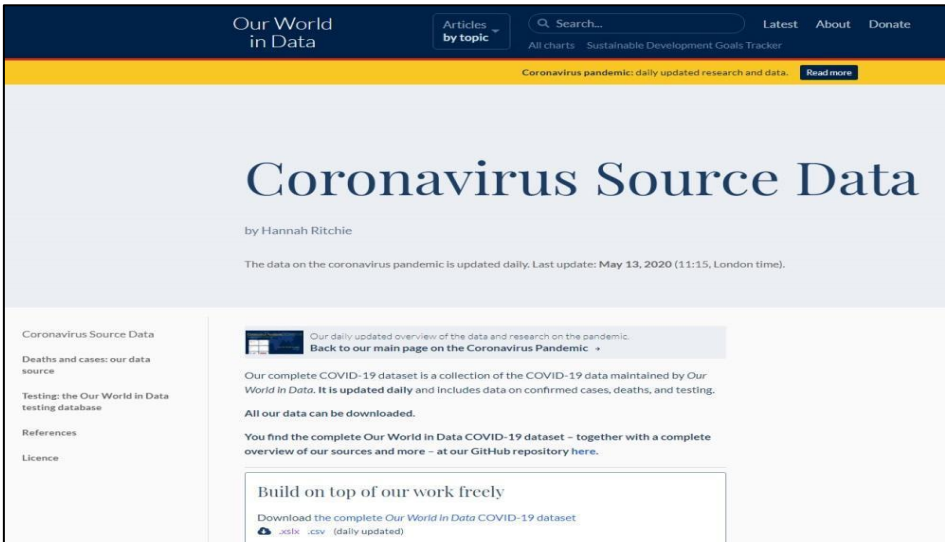 Our World
in Data
Articles
by topic
Search...
Latest About Donate
All charts Sustainable Development Goals Tracker
Coronavirus pandemic: daily updated research and data. Read more
Coronavirus Source Data
by Hannah Ritchie
The data on the coronavirus pandemic is updated daily. Last update: May 13, 2020 (11:15, London time).
Coronavirus Source Data
Deaths and cases: our data
source
Testing: the Our World in Data
testing database
References
Licence
Our daily updated overview of the data and research on the pandemic.
Back to our main page on the Coronavirus Pandemic →
Our complete COVID-19 dataset is a collection of the COVID-19 data maintained by Our
World in Data. It is updated daily and includes data on confirmed cases, deaths, and testing.
All our data can be downloaded.
You find the complete Our World in Data COVID-19 dataset – together with a complete
overview of our sources and more – at our GitHub repository here.
Build on top of our work freely
Download the complete Our World in Data COVID-19 dataset
.xslx .csv (daily updated)